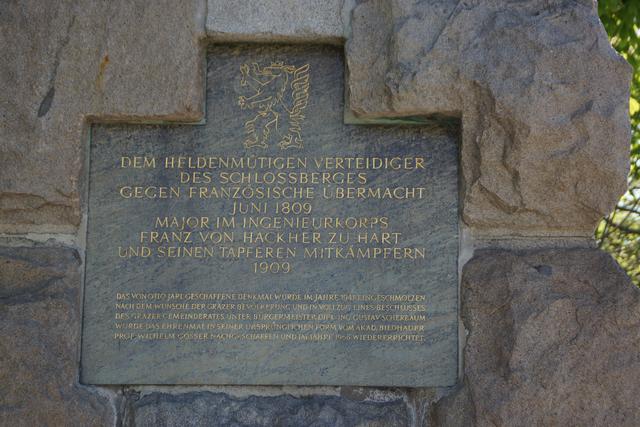 DEM HELDENMÜTIGEN VERTEIDIGER
DES SCHLOSSBERGES
GEGEN FRANZÖSISCHE ÜBERMACHT
JUNI 1809
MAJOR IM INGENIEURKORPS
FRANZ VON HACKHER ZU HART
UND SEINEN TAPFEREN MITKÄMPFERN
1909
DAS VON OTTO JARL GESCHAFFENE DENKMAL WURDE IM JAHRE 1941 EINGESCHMOLZEN
NACH DEM WUNSCHE DER GRAZER BEVÖLKERUNG UND IN VOLLZUG EINES BESCHLUSSES
DES GRAZER GEMEINDERATES UNTER BÜRGERMEISTER DIPL. ING. GUSTAV SCHERBAUM
WURDE DAS EHRENMAL IN SEINER URSPRÜNGLICHEN FORM VOM AKAD. BILDHAUER
PROF. WILHELM GÖSSER NACHGESCHAFFEN UND IM JAHRE 1966 WIEDERERRICHTET.